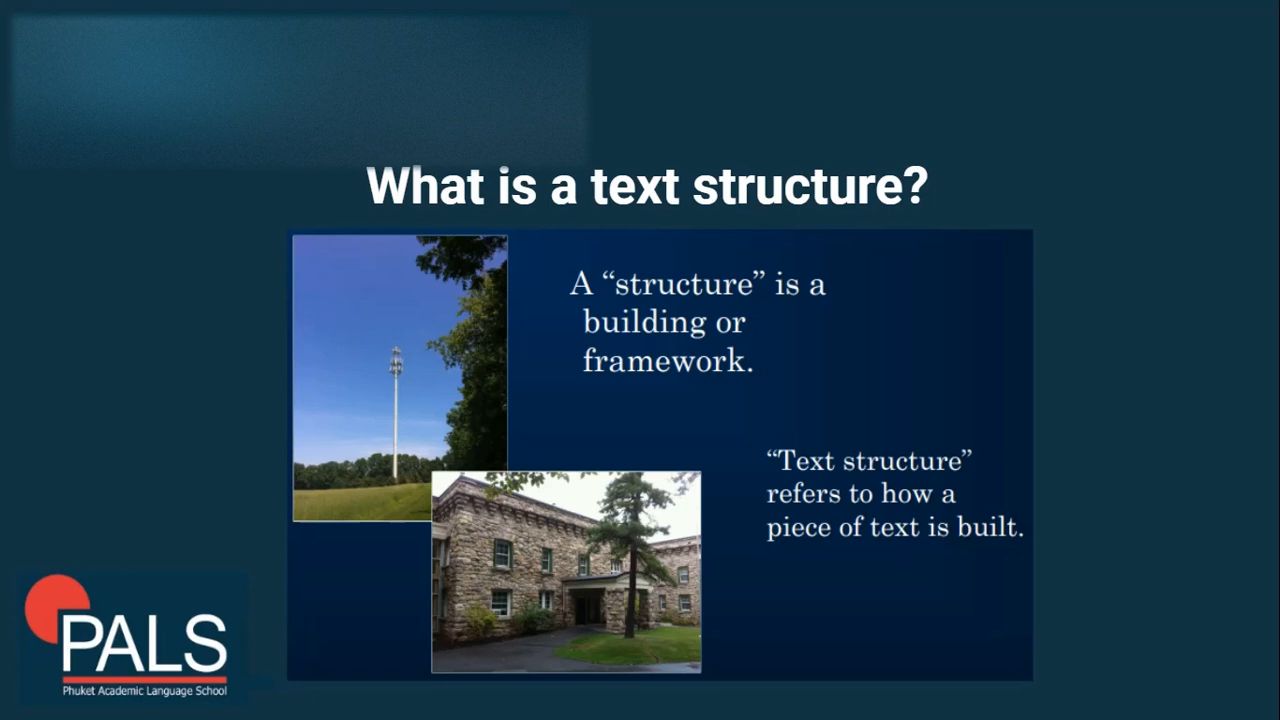 What is a text structure?
A “structure” is a
building or
framework.
“Text structure”
refers to how a
piece of text is built.
PALS
Phuket Academic Language School